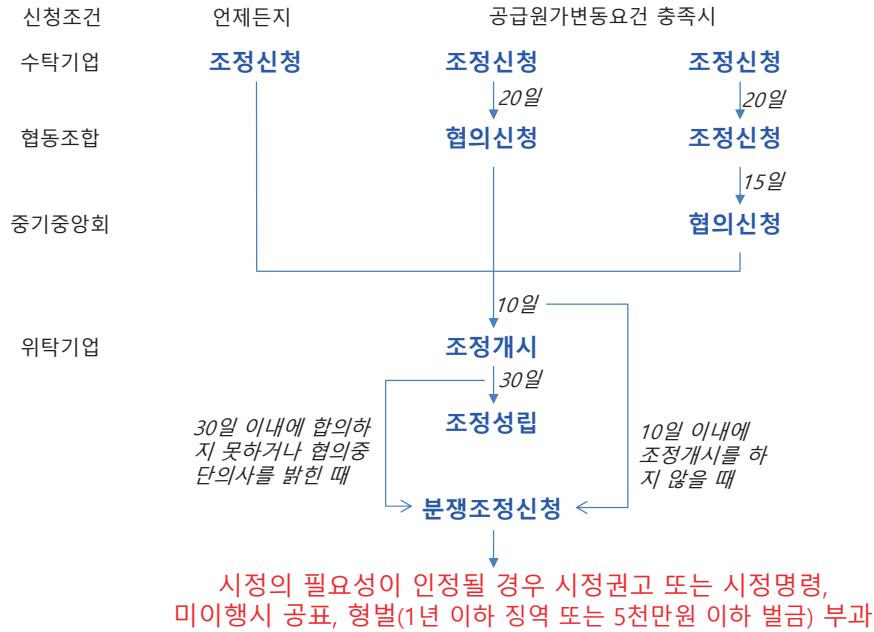 신청조건 언제든지 공급원가변동요건 충족시
수탁기업 조정신청 조정신청 조정신청
20일 20일
협동조합 협의신청 조정신청
15일
중기중앙회 협의신청
10일
위탁기업 조정개시
30일
조정성립
30일 이내에 합의하
지 못하거나 협의중
단의사를 밝힌 때
10일 이내에
조정개시를 하
지 않을 때
분쟁조정신청
시정의 필요성이 인정될 경우 시정권고 또는 시정명령,
미이행시 공표, 형벌(1년 이하 징역 또는 5천만원 이하 벌금) 부과